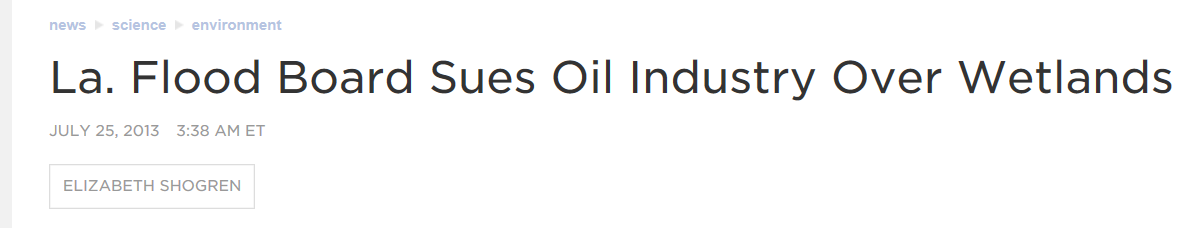 news science environment
La. Flood Board Sues Oil Industry Over Wetlands
JULY 25, 2013 3:38 AM ET
ELIZABETH SHOGREN